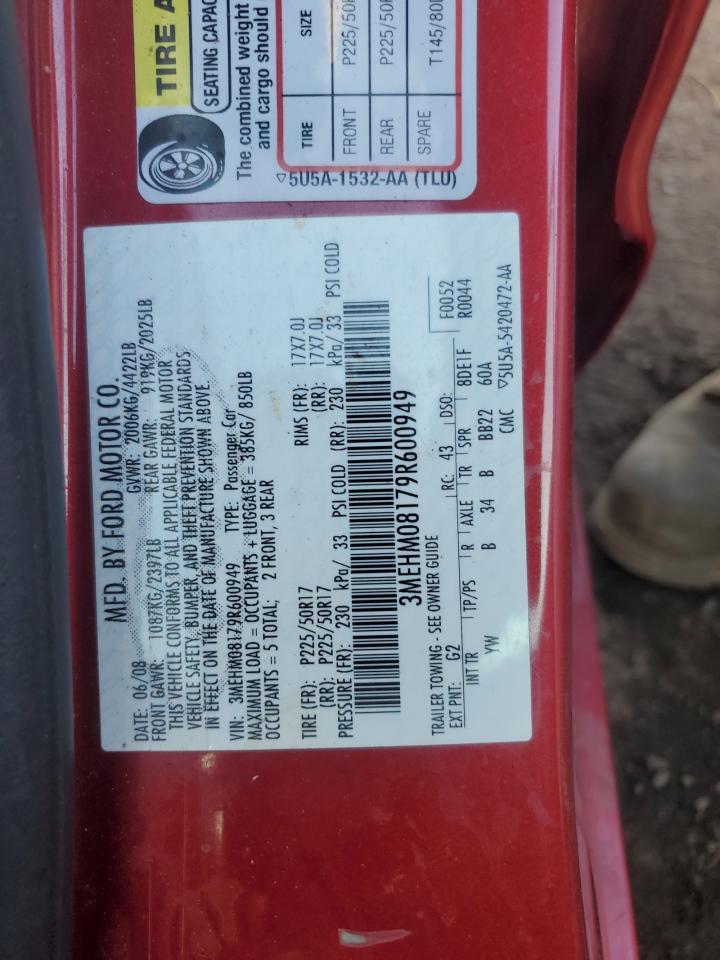 MFD. BY FORD MOTOR CO.
DATE: 06/08 GVWR: 2006KG/4422LB
FRONT GAWR: 1087KG/2397LB REAR GAWR: 919KG/2025LB
THIS VEHICLE CONFORMS TO ALL APPLICABLE FEDERAL MOTOR
VEHICLE SAFETY, BUMPER, AND THEFT PREVENTION STANDARDS
IN EFFECT ON THE DATE OF MANUFACTURE SHOWN ABOVE.
VIN: 3MEHM08179R600949 TYPE: Passenger Car
MAXIMUM LOAD = OCCUPANTS + LUGGAGE = 385KG/ 850LB
OCCUPANTS = 5 TOTAL; 2 FRONT, 3 REAR
TIRE (FR): P225/50R17 RIMS (FR): 17X7.0J
(RR): P225/50R17 (RR): 17X7.0J
PRESSURE (FR): 230 kPa/ 33 PSI COLD (RR): 230 kPa/ 33 PSI COLD
3MEHM08179R600949
TRAILER TOWING - SEE OWNER GUIDE F0052
EXT PNT: G2 RC: 43 DSO: 8DE1F R0044
INT TR TP/PS R AXLE TR SPR 60A
YW B 34 B BB22
CMC ▽5U5A-5420472-AA
TIRE A
SEATING CAPAC
The combined weight
and cargo should
TIRE SIZE
FRONT P225/50R
REAR P225/50R
SPARE T145/80D
▽5U5A-1532-AA (TLU)